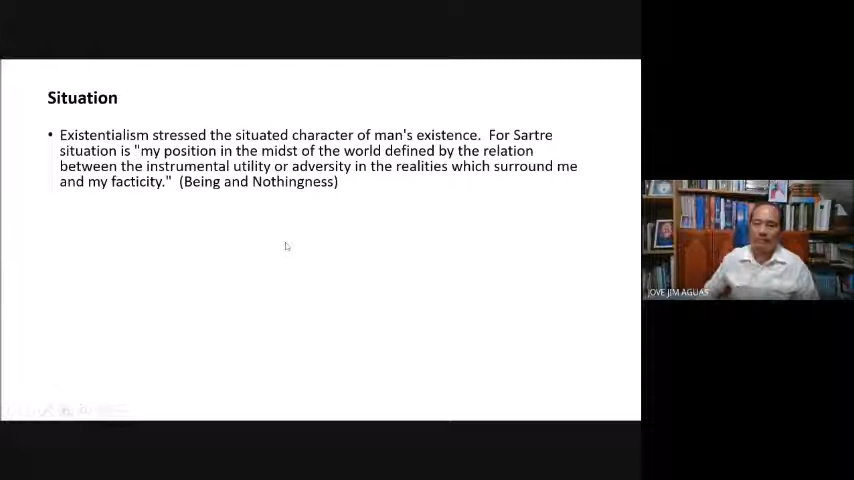 Situation
• Existentialism stressed the situated character of man's existence.  For Sartre
situation is "my position in the midst of the world defined by the relation
between the instrumental utility or adversity in the realities which surround me
and my facticity."  (Being and Nothingness)
JOVE JIM AGUAS